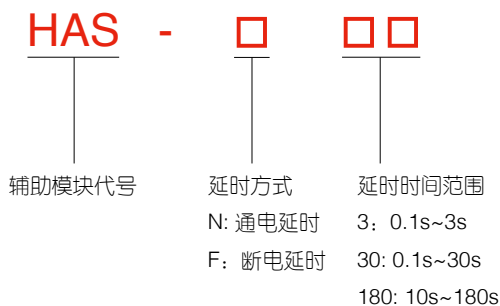 HAS - □ □□
辅助模块代号 延时方式 延时时间范围
N: 通电延时 3：0.1s~3s
F：断电延时 30: 0.1s~30s
180: 10s~180s